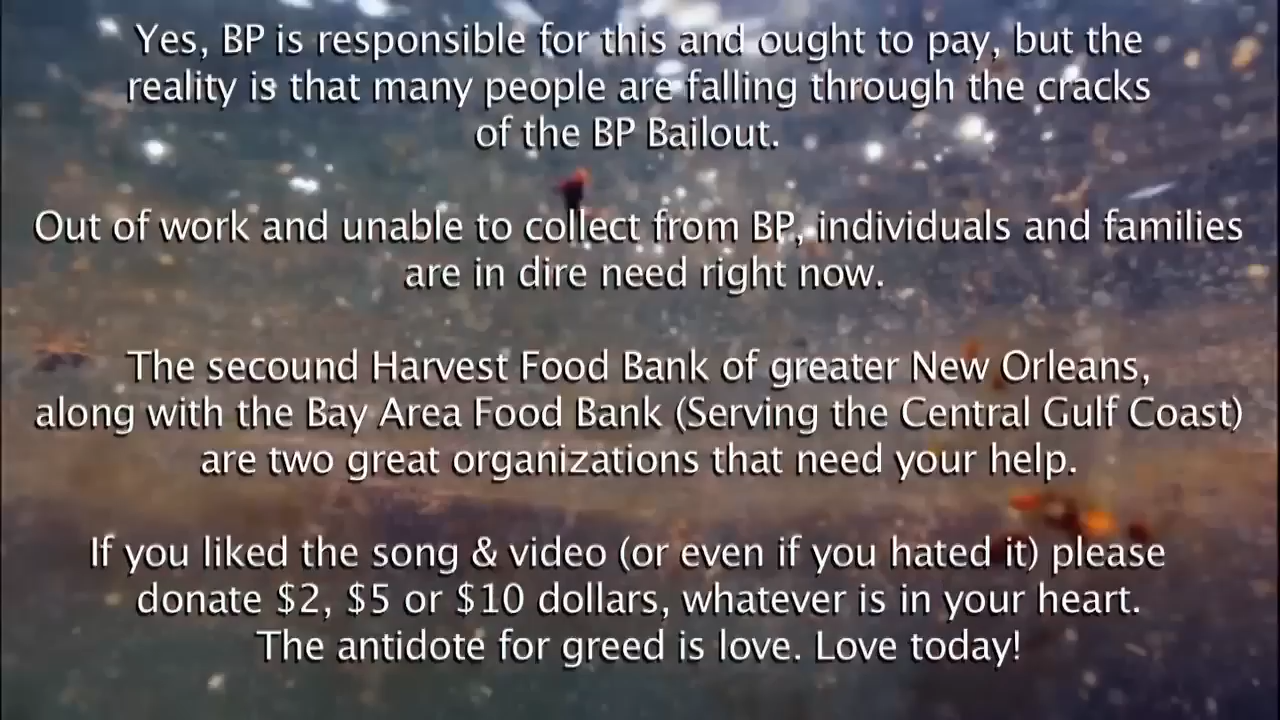 Yes, BP is responsible for this and ought to pay, but the
reality is that many people are falling through the cracks
of the BP Bailout.
Out of work and unable to collect from BP, individuals and families
are in dire need right now.
The secound Harvest Food Bank of greater New Orleans,
along with the Bay Area Food Bank (Serving the Central Gulf Coast)
are two great organizations that need your help.
If you liked the song & video (or even if you hated it) please
donate $2, $5 or $10 dollars, whatever is in your heart.
The antidote for greed is love. Love today!